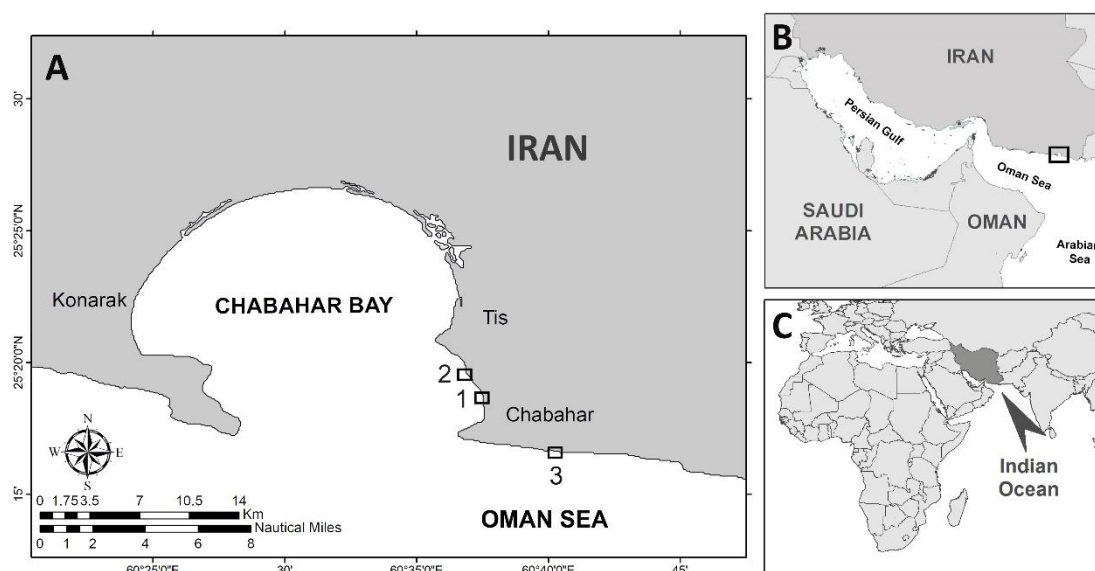 A
IRAN
30'
25°25'0"N
25°20'0"N
15'
Konarak
CHABAHAR BAY
Tis
2
1
Chabahar
3
OMAN SEA
N
W E
S
0 1.75 3.5 7 10.5 14
Km
Nautical Miles
0 1 2 4 6 8
60°25'0"E 30' 60°35'0"E 60°40'0"E 45'
B
IRAN
Persian Gulf
Oman Sea
SAUDI
ARABIA
OMAN
Arabian
Sea
C
Indian
Ocean